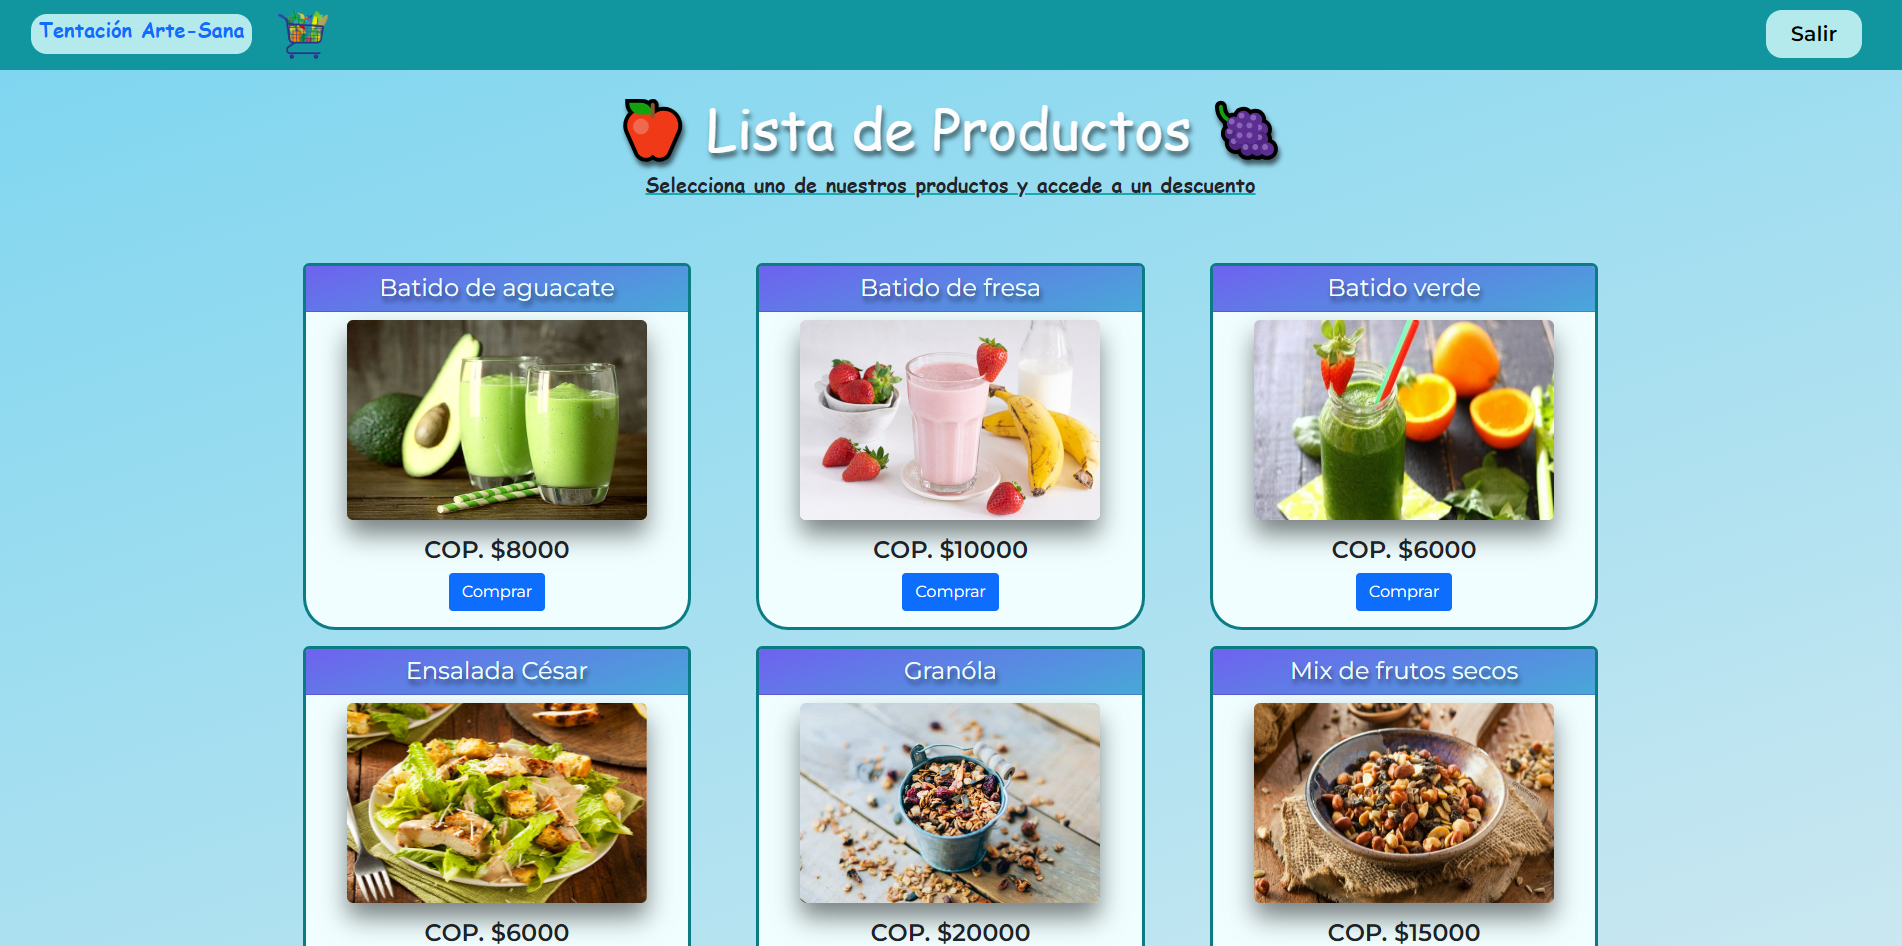 Tentación Arte-Sana
Salir
Lista de Productos
Selecciona uno de nuestros productos y accede a un descuento
Batido de aguacate
Batido de fresa
Batido verde
COP. $8000
COP. $10000
COP. $6000
Comprar
Comprar
Comprar
Ensalada César
Granóla
Mix de frutos secos
COP. $6000
COP. $20000
COP. $15000